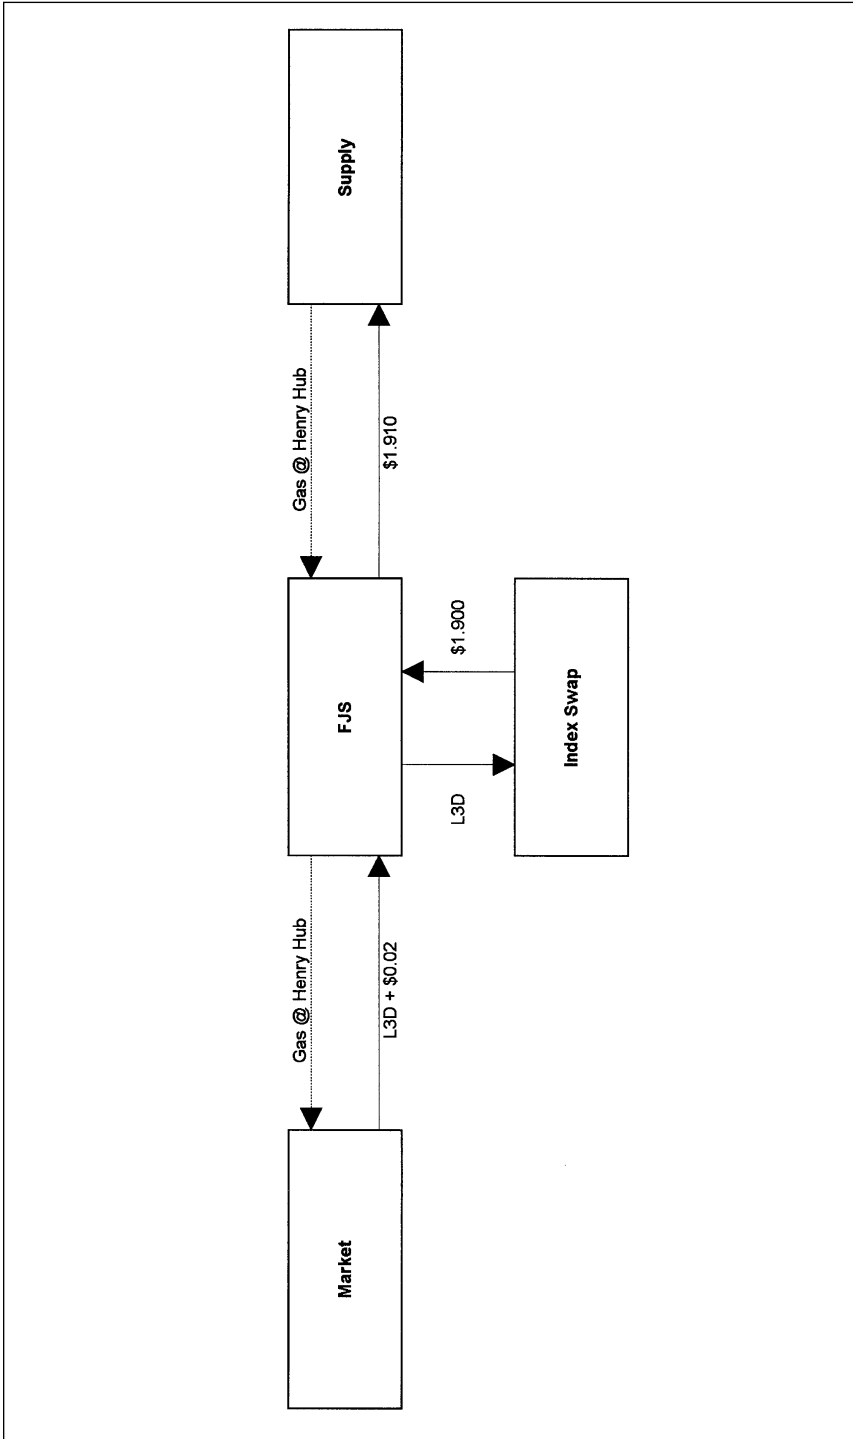 Market
Gas @ Henry Hub
L3D + $0.02
FJS
L3D
$1.900
Index Swap
Gas @ Henry Hub
$1.910
Supply